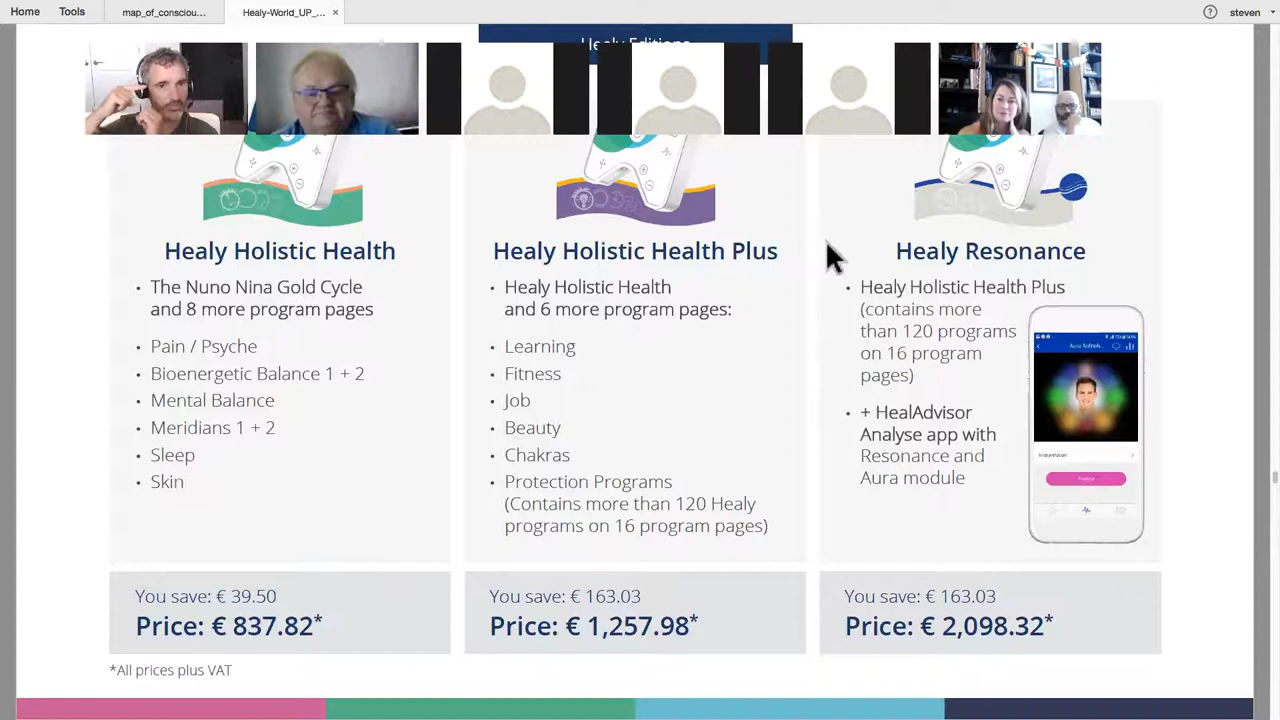 Home
Tools
map_of_consciou...
Healy-World_UP_...
steven
Healy Editions
Healy Holistic Health
The Nuno Nina Gold Cycle
and 8 more program pages
Pain / Psyche
Bioenergetic Balance 1 + 2
Mental Balance
Meridians 1 + 2
Sleep
Skin
You save: € 39.50
Price: € 837.82*
Healy Holistic Health Plus
Healy Holistic Health
and 6 more program pages:
Learning
Fitness
Job
Beauty
Chakras
Protection Programs
(Contains more than 120 Healy
programs on 16 program pages)
You save: € 163.03
Price: € 1,257.98*
Healy Resonance
Healy Holistic Health Plus
(contains more
than 120 programs
on 16 program
pages)
+ HealAdvisor
Analyse app with
Resonance and
Aura module
You save: € 163.03
Price: € 2,098.32*
*All prices plus VAT